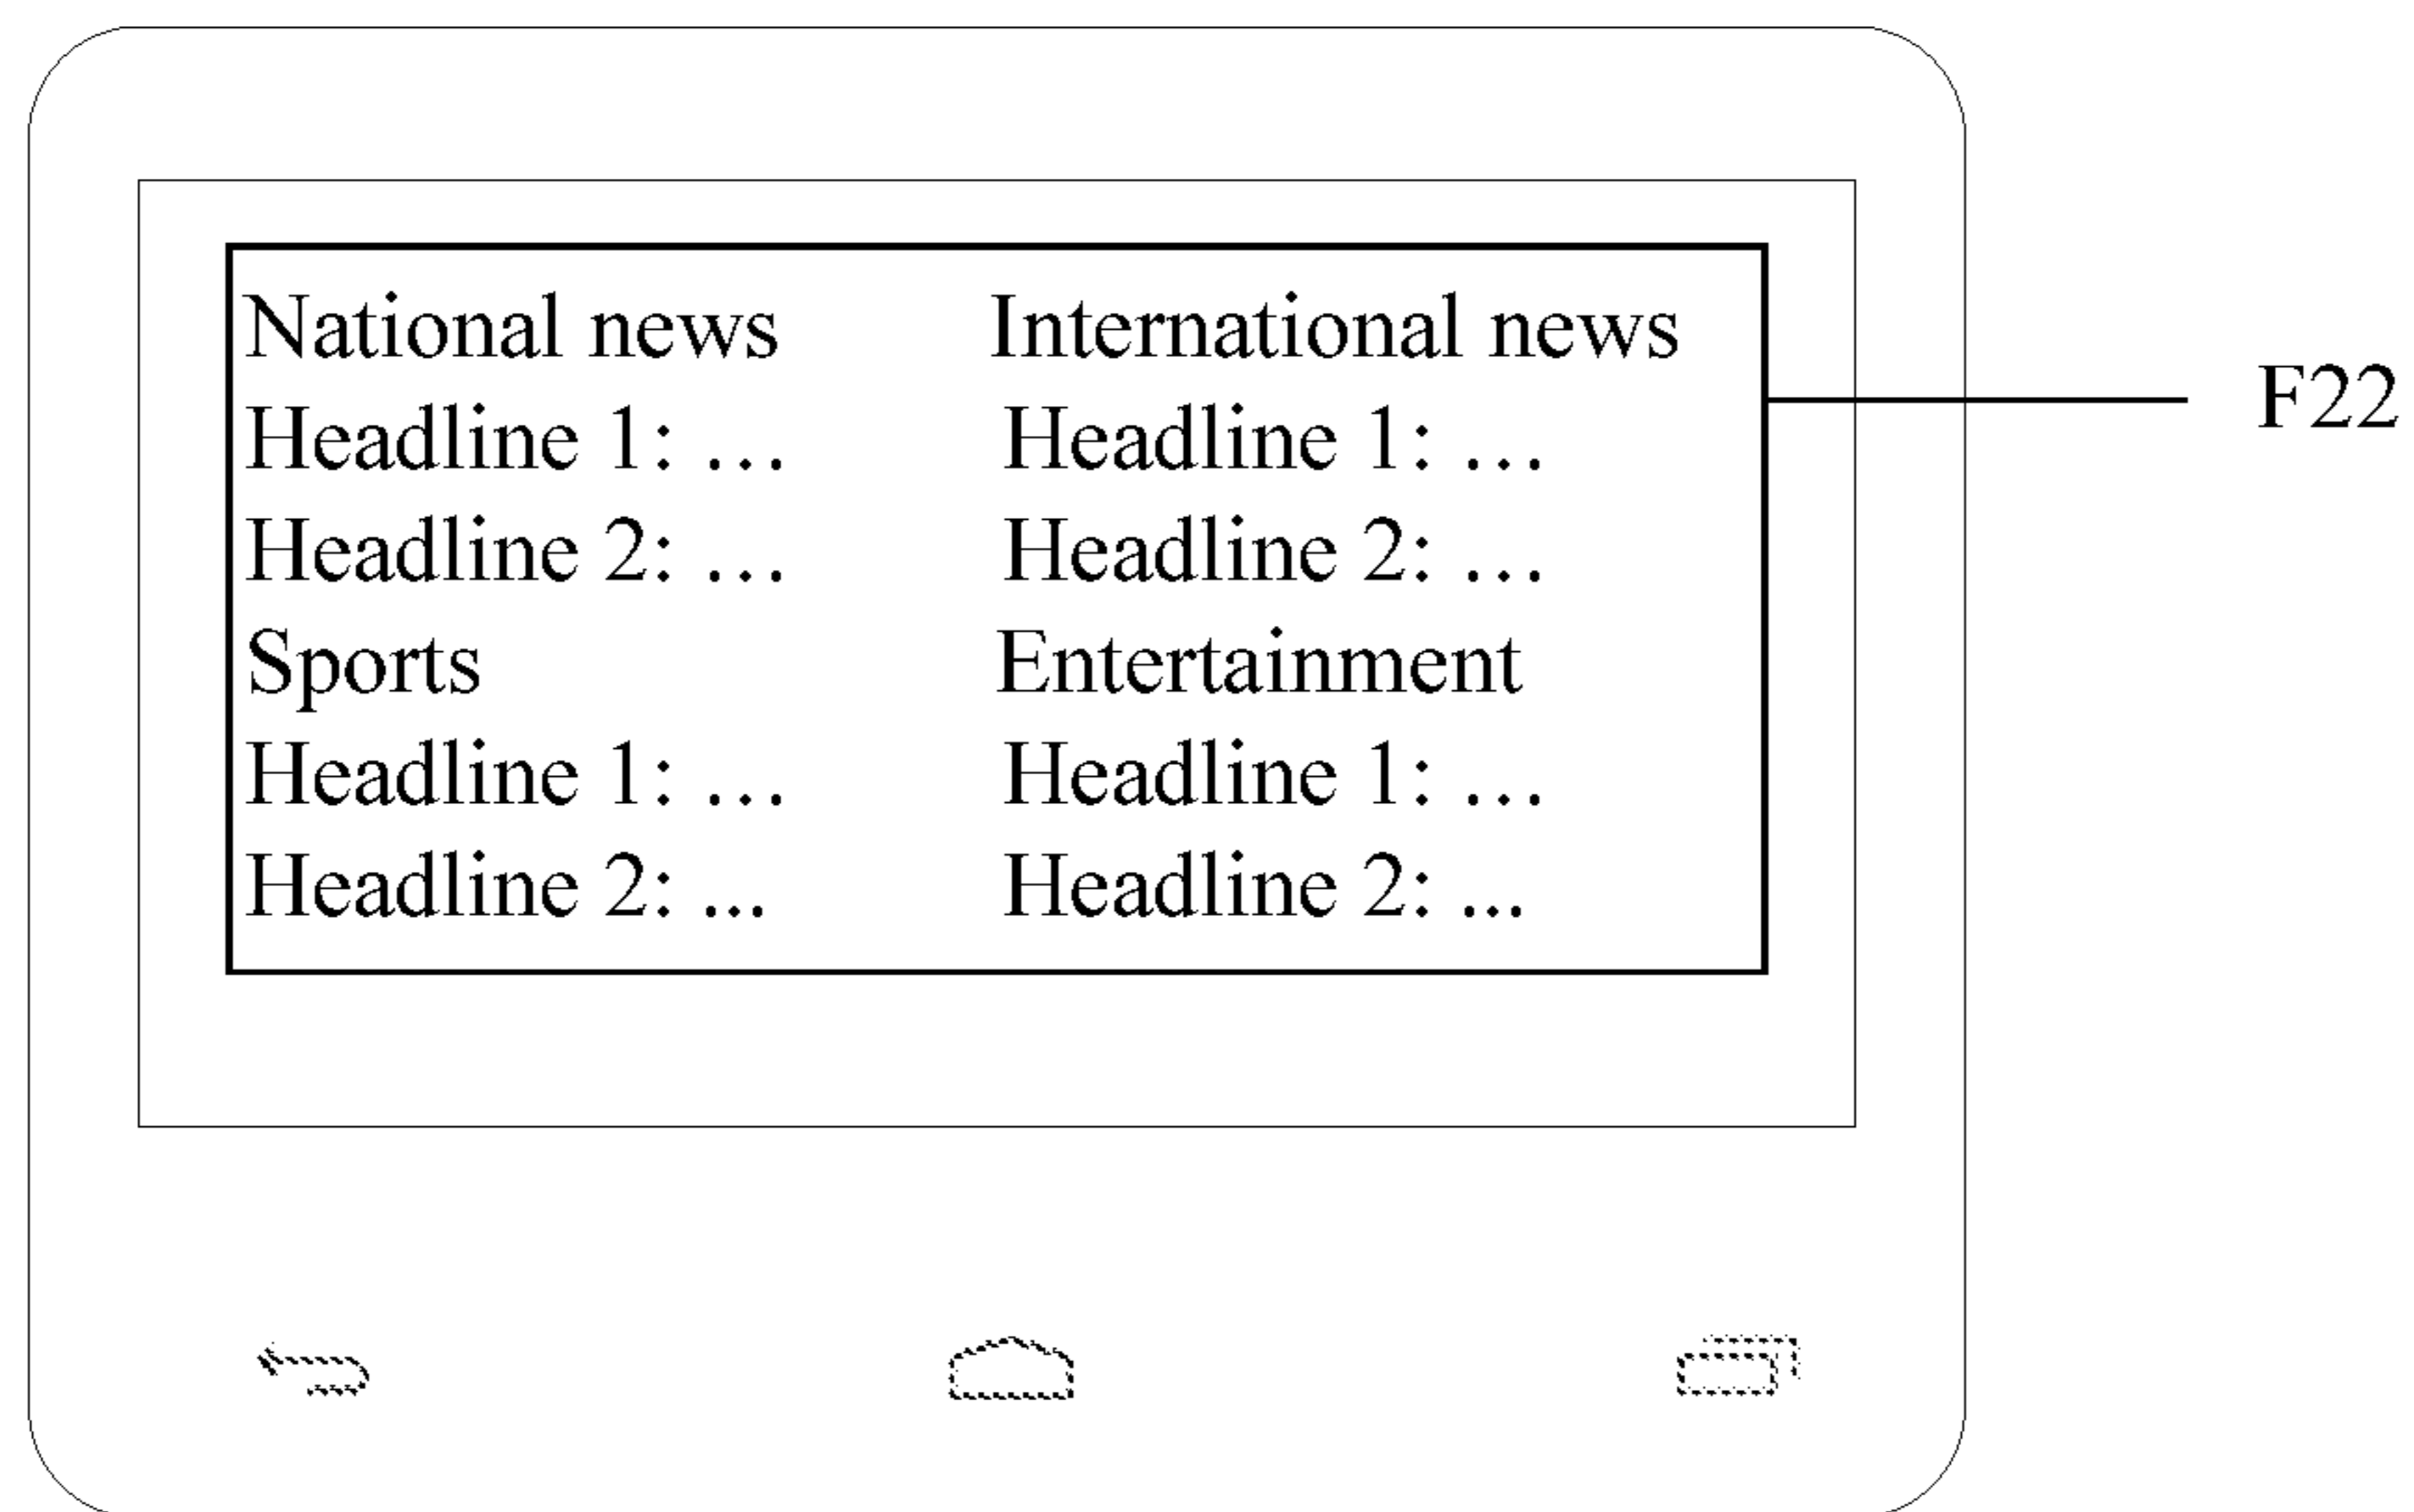 National news International news
Headline 1: ... Headline 1: ...
Headline 2: ... Headline 2: ...
Sports Entertainment
Headline 1: ... Headline 1: ...
Headline 2: ... Headline 2: ...
F22